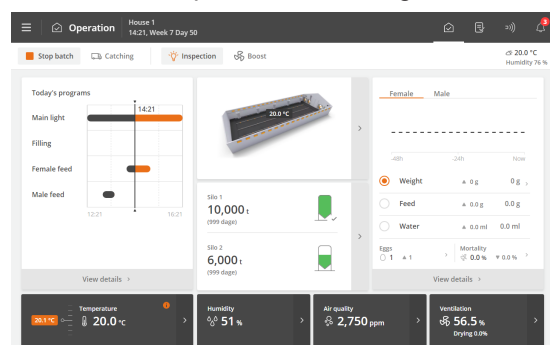 Operation
House 1
14:21, Week 7 Day 50
3
Stop batch
Catching
Inspection
Boost
20.0 °C
Humidity 76 %
Today's programs
14:21
Main light
Filling
Female feed
Male feed
12:21
16:21
View details
20.0 °C
Silo 1
10,000 t
(999 dage)
Silo 2
6,000 t
(999 dage)
Female Male
-48h -24h Now
Weight ▲ 0 g 0 g
Feed ▲ 0.0 g 0.0 g
Water ▲ 0.0 ml 0.0 ml
Eggs
1 ▲ 1
Mortality
0.0 % ▼ 0.0 %
View details
20.1 °C
Temperature
20.0 °C
Humidity
51 %
Air quality
2,750 ppm
Ventilation
56.5 %
Drying 0.0%